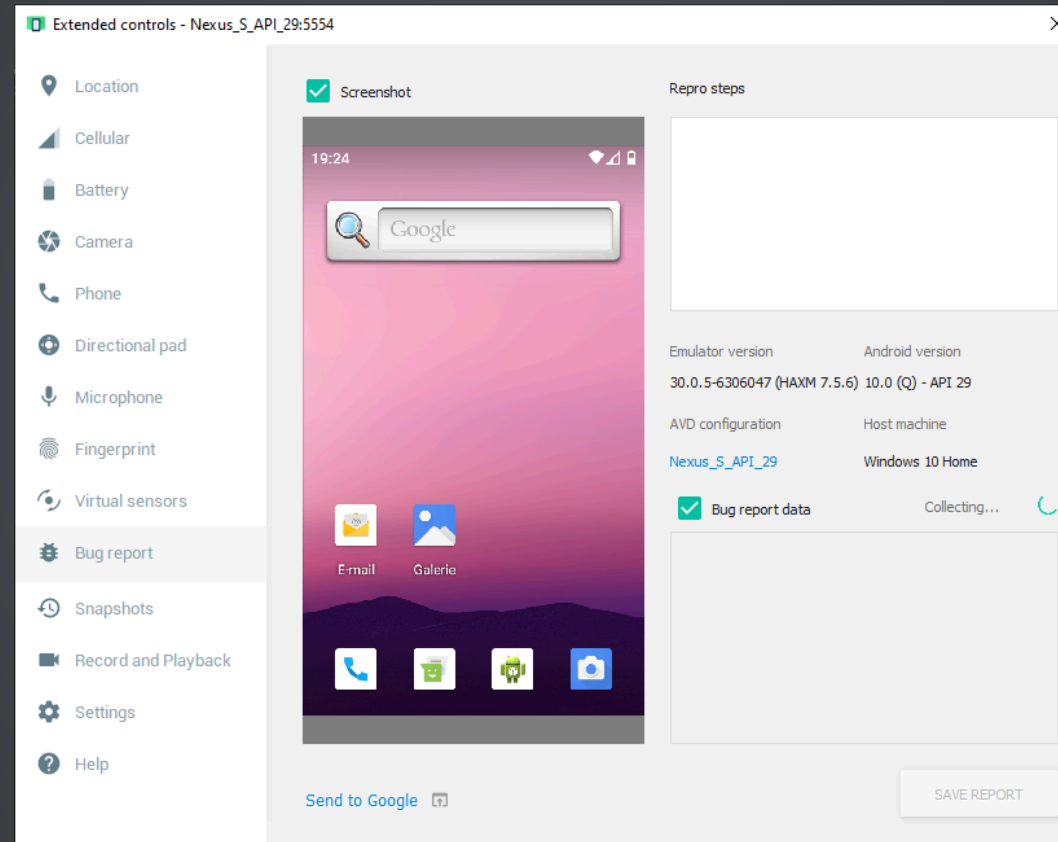 Extended controls - Nexus_S_API_29:5554
Location
Cellular
Battery
Camera
Phone
Directional pad
Microphone
Fingerprint
Virtual sensors
Bug report
Snapshots
Record and Playback
Settings
Help
Screenshot
19:24
Google
E-mail Galerie
Send to Google
Repro steps
Emulator version Android version
30.0.5-6306047 (HAXM 7.5.6) 10.0 (Q) - API 29
AVD configuration Host machine
Nexus_S_API_29 Windows 10 Home
Bug report data Collecting...
SAVE REPORT